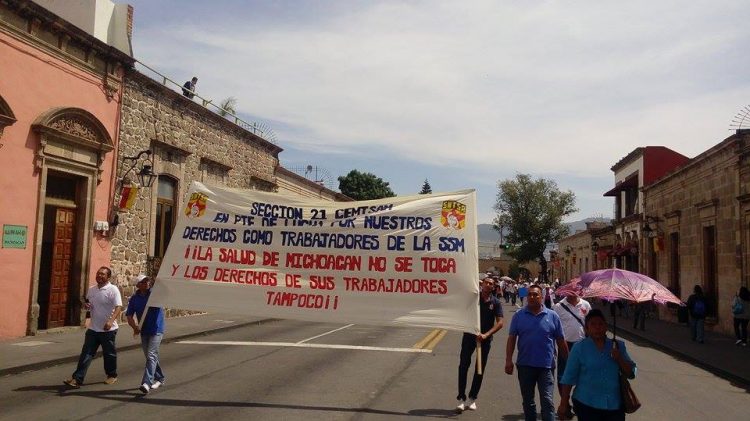 SECCION 21 CEMTSAM
EN PIE DE LUCHA POR NUESTROS
DERECHOS COMO TRABAJADORES DE LA SSM
¡¡LA SALUD DE MICHOACAN NO SE TOCA
Y LOS DERECHOS DE SUS TRABAJADORES
TAMPOCO¡¡